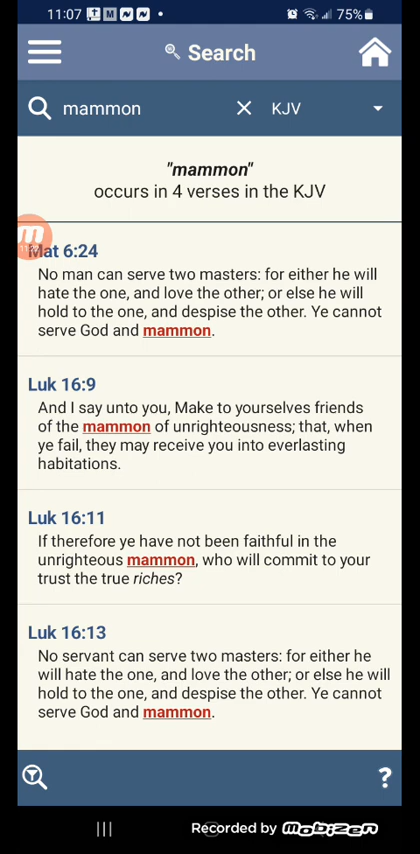 11:07 75%
Search
mammon KJV
"mammon"
occurs in 4 verses in the KJV
Mat 6:24
No man can serve two masters: for either he will
hate the one, and love the other; or else he will
hold to the one, and despise the other. Ye cannot
serve God and mammon.
Luk 16:9
And I say unto you, Make to yourselves friends
of the mammon of unrighteousness; that, when
ye fail, they may receive you into everlasting
habitations.
Luk 16:11
If therefore ye have not been faithful in the
unrighteous mammon, who will commit to your
trust the true riches?
Luk 16:13
No servant can serve two masters: for either he
will hate the one, and love the other; or else he will
hold to the one, and despise the other. Ye cannot
serve God and mammon.
?
Recorded by mobizen